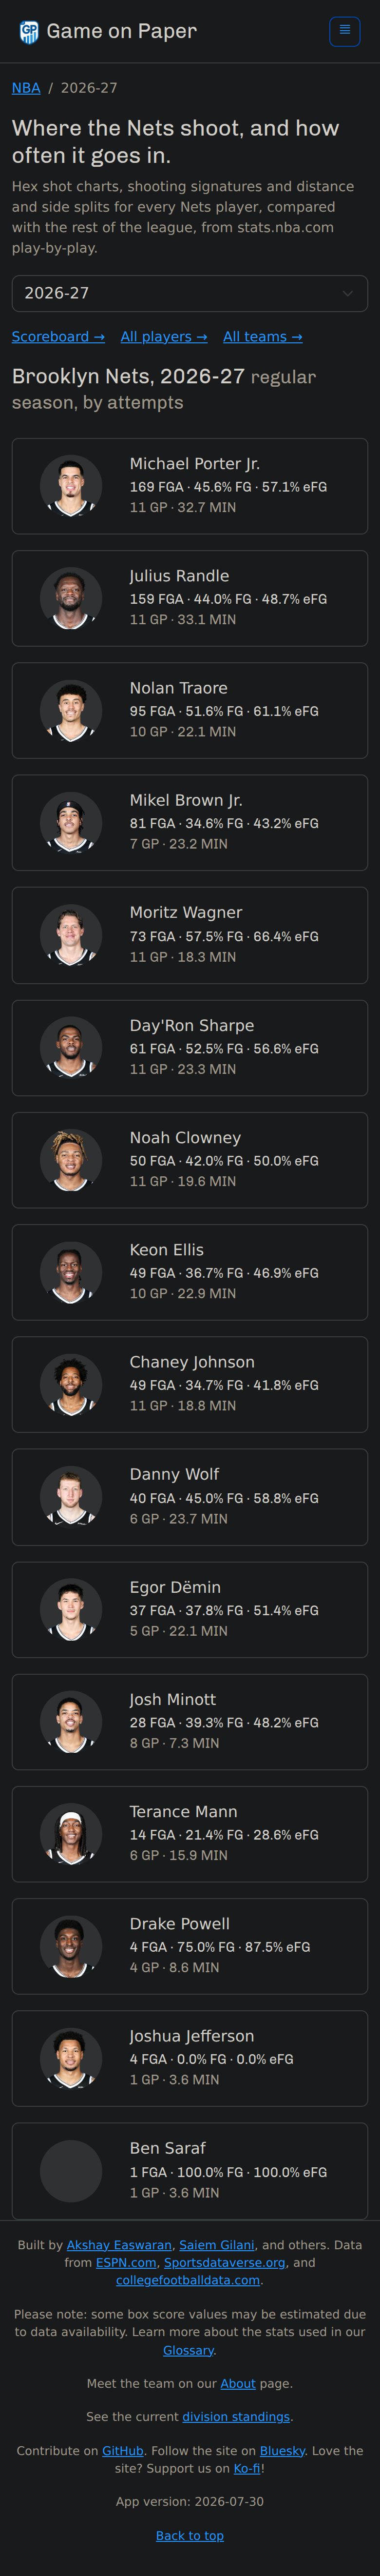 Game on Paper
NBA / 2026-27
Where the Nets shoot, and how
often it goes in.
Hex shot charts, shooting signatures and distance
and side splits for every Nets player, compared
with the rest of the league, from stats.nba.com
play-by-play.
2026-27
Scoreboard → All players → All teams →
Brooklyn Nets, 2026-27 regular
season, by attempts
Michael Porter Jr.
169 FGA · 45.6% FG · 57.1% eFG
11 GP · 32.7 MIN
Julius Randle
159 FGA · 44.0% FG · 48.7% eFG
11 GP · 33.1 MIN
Nolan Traore
95 FGA · 51.6% FG · 61.1% eFG
10 GP · 22.1 MIN
Mikel Brown Jr.
81 FGA · 34.6% FG · 43.2% eFG
7 GP · 23.2 MIN
Moritz Wagner
73 FGA · 57.5% FG · 66.4% eFG
11 GP · 18.3 MIN
Day'Ron Sharpe
61 FGA · 52.5% FG · 56.6% eFG
11 GP · 23.3 MIN
Noah Clowney
50 FGA · 42.0% FG · 50.0% eFG
11 GP · 19.6 MIN
Keon Ellis
49 FGA · 36.7% FG · 46.9% eFG
10 GP · 22.9 MIN
Chaney Johnson
49 FGA · 34.7% FG · 41.8% eFG
11 GP · 18.8 MIN
Danny Wolf
40 FGA · 45.0% FG · 58.8% eFG
6 GP · 23.7 MIN
Egor Dëmin
37 FGA · 37.8% FG · 51.4% eFG
5 GP · 22.1 MIN
Josh Minott
28 FGA · 39.3% FG · 48.2% eFG
8 GP · 7.3 MIN
Terance Mann
14 FGA · 21.4% FG · 28.6% eFG
6 GP · 15.9 MIN
Drake Powell
4 FGA · 75.0% FG · 87.5% eFG
4 GP · 8.6 MIN
Joshua Jefferson
4 FGA · 0.0% FG · 0.0% eFG
1 GP · 3.6 MIN
Ben Saraf
1 FGA · 100.0% FG · 100.0% eFG
1 GP · 3.6 MIN
Built by Akshay Easwaran, Saiem Gilani, and others. Data
from ESPN.com, Sportsdataverse.org, and
collegefootballdata.com.
Please note: some box score values may be estimated due
to data availability. Learn more about the stats used in our
Glossary.
Meet the team on our About page.
See the current division standings.
Contribute on GitHub. Follow the site on Bluesky. Love the
site? Support us on Ko-fi!
App version: 2026-07-30
Back to top